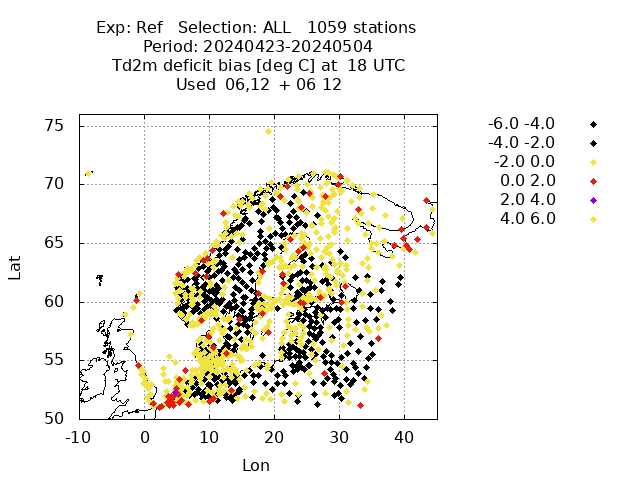 Exp: Ref   Selection: ALL   1059 stations
Period: 20240423-20240504
Td2m deficit bias [deg C] at  18 UTC
Used  06,12 + 06 12
-6.0 -4.0
-4.0 -2.0
-2.0 0.0
0.0 2.0
2.0 4.0
4.0 6.0
75
70
65
60
55
50
Lat
-10 0 10 20 30 40
Lon